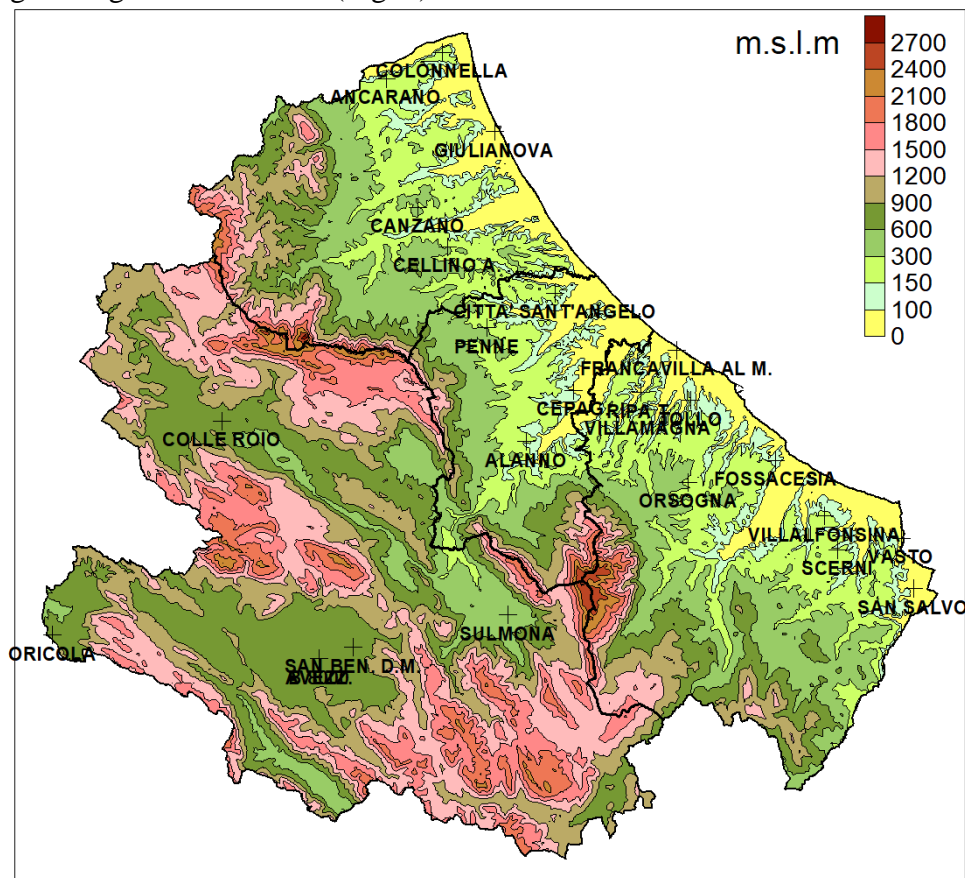 m.s.l.m
2700
2400
2100
1800
1500
1200
900
600
300
150
100
0
COLONNELLA
ANCARANO
GIULIANOVA
CANZANO
CELLINO A.
CITTA' SANT'ANGELO
PENNE
FRANCAVILLA AL M.
CEPAG
RIPA T.
TOLLO
VILLAMAGNA
COLLE ROIO
ALANNO
FOSSACESIA
ORSOGNA
VILLALFONSINA
VASTO
SCERNI
SAN SALVO
SULMONA
ORICOLA
SAN BEN. D.M.